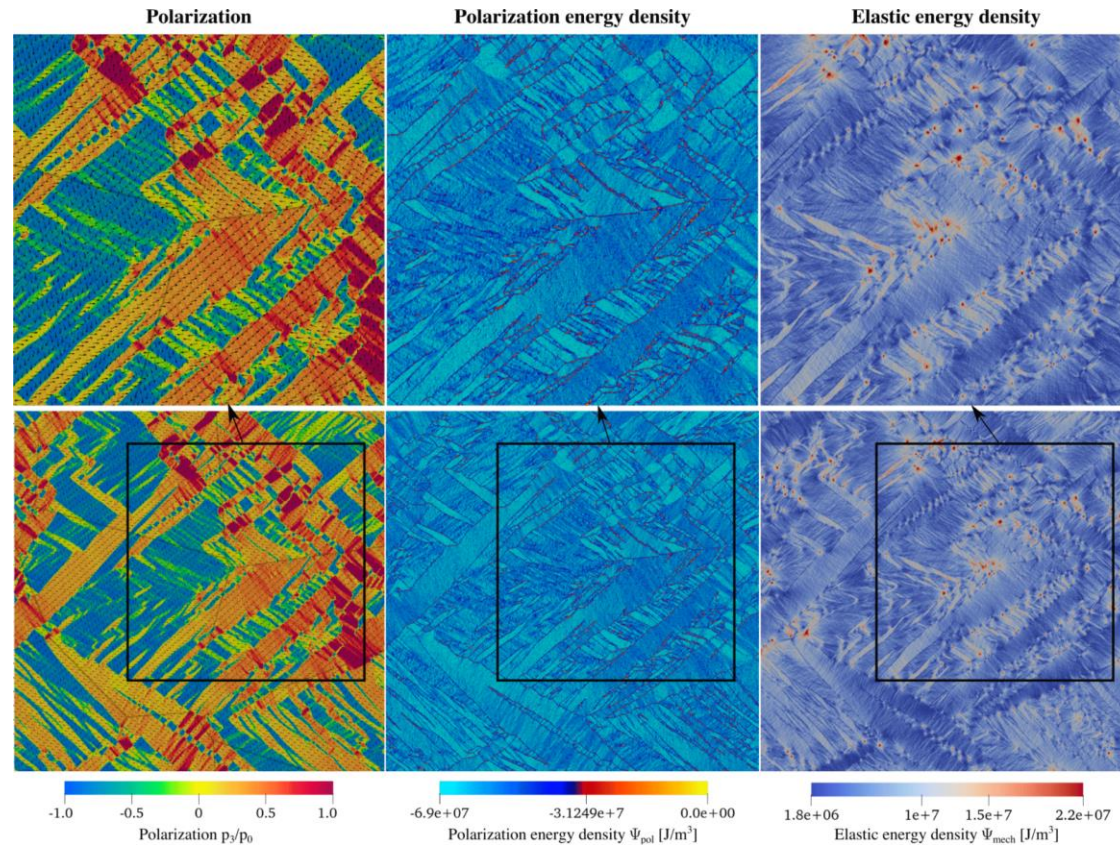 Polarization Polarization energy density Elastic energy density
-1.0 -0.5 0 0.5 1.0 -6.9e+07 -3.1249e+7 0.0e+00 1.8e+06 1e+7 1.5e+7 2.2e+07
Polarization p₃/p₀ Polarization energy density Ψpol [J/m³] Elastic energy density Ψmech [J/m³]